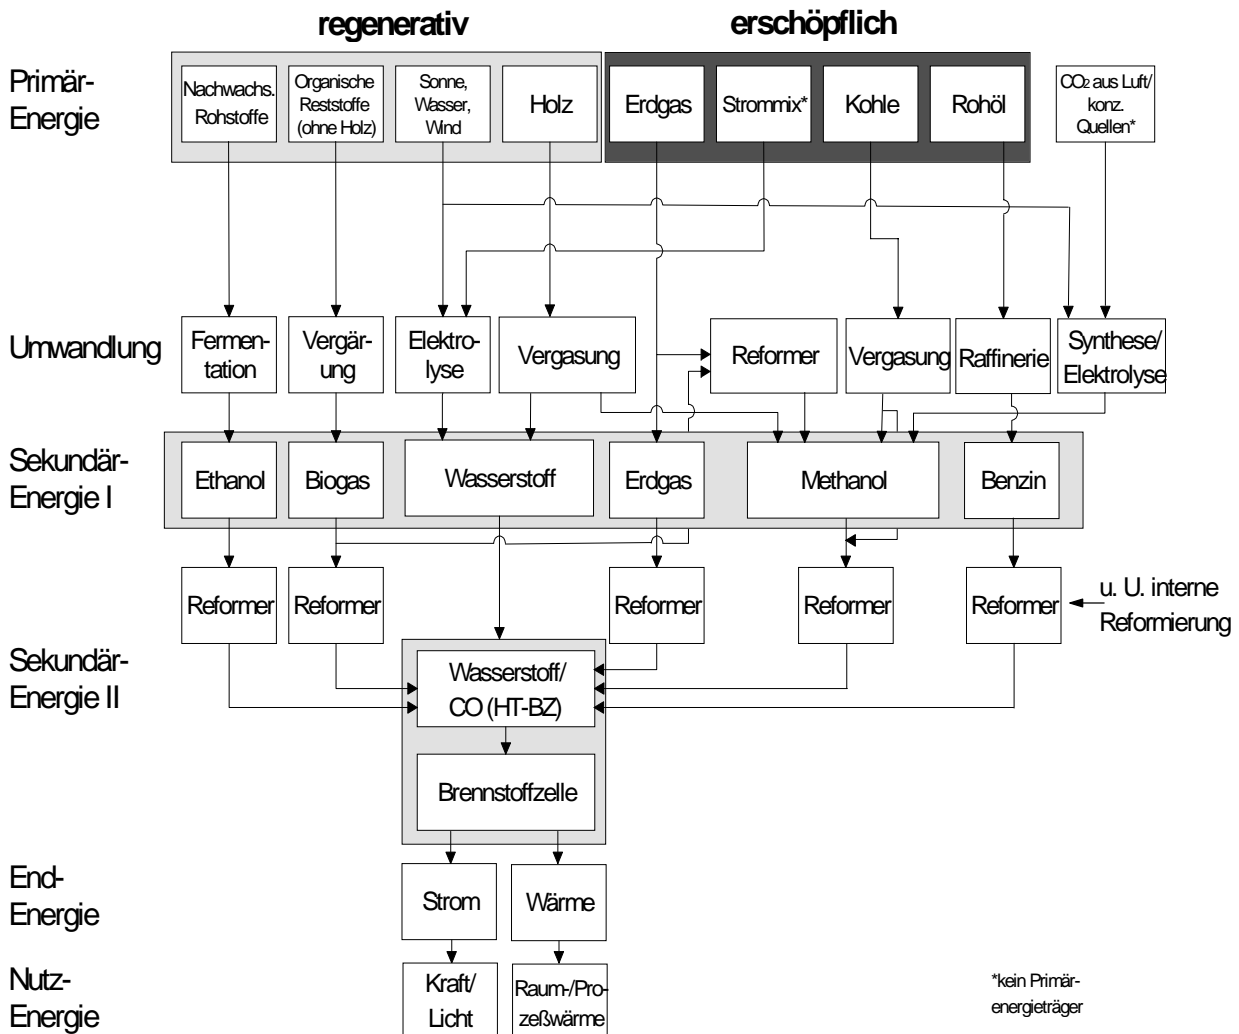 regenerativ
erschöpflich
Primär-
Energie
Nachwachs.
Rohstoffe
Organische
Reststoffe
(ohne Holz)
Sonne,
Wasser,
Wind
Holz
Erdgas
Strommix*
Kohle
Rohöl
CO2 aus Luft/
konz.
Quellen*
Umwandlung
Fermen-
tation
Vergär-
ung
Elektro-
lyse
Vergasung
Reformer
Vergasung
Raffinerie
Synthese/
Elektrolyse
Sekundär-
Energie I
Ethanol
Biogas
Wasserstoff
Erdgas
Methanol
Benzin
Reformer
Reformer
Reformer
Reformer
Reformer
u. U. interne
Reformierung
Sekundär-
Energie II
Wasserstoff/
CO (HT-BZ)
Brennstoffzelle
End-
Energie
Strom
Wärme
Nutz-
Energie
Kraft/
Licht
Raum-/Pro-
zeßwärme
*kein Primär-
energieträger